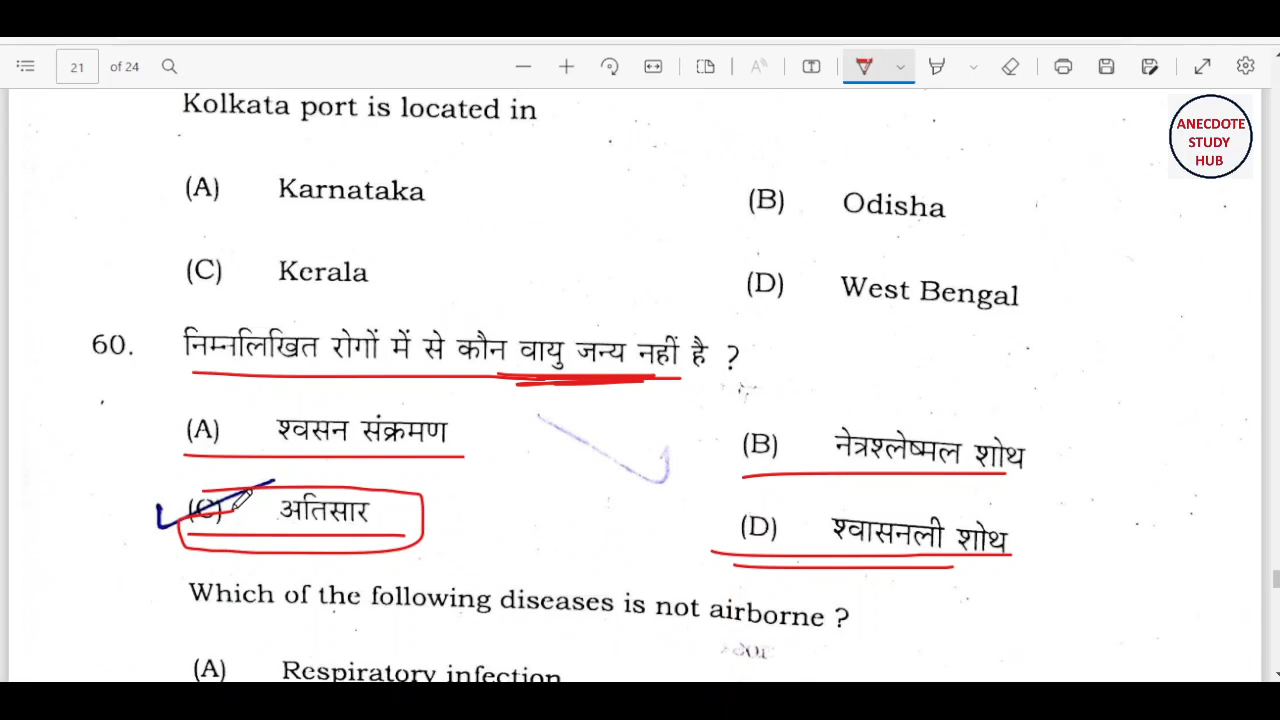 21 of 24
ANECDOTE
STUDY
HUB
Kolkata port is located in
(A) Karnataka (B) Odisha
(C) Kerala (D) West Bengal
60. निम्नलिखित रोगों में से कौन वायु जन्य नहीं है ?
(A) श्वसन संक्रमण (B) नेत्रश्लेष्मल शोथ
(C) अतिसार (D) श्वासनली शोथ
Which of the following diseases is not airborne ?
(A) Respiratory infection